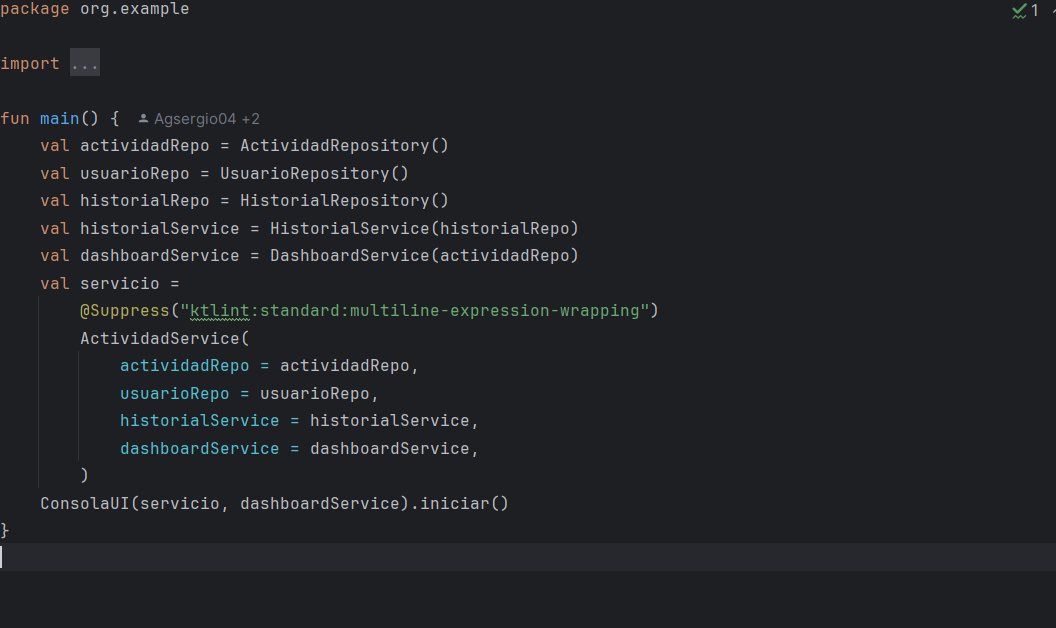 package org.example
1
import ...
fun main() { Agsergio04 +2
val actividadRepo = ActividadRepository()
val usuarioRepo = UsuarioRepository()
val historialRepo = HistorialRepository()
val historialService = HistorialService(historialRepo)
val dashboardService = DashboardService(actividadRepo)
val servicio =
@Suppress("ktlint:standard:multiline-expression-wrapping")
ActividadService(
actividadRepo = actividadRepo,
usuarioRepo = usuarioRepo,
historialService = historialService,
dashboardService = dashboardService,
)
ConsolaUI(servicio, dashboardService).iniciar()
}